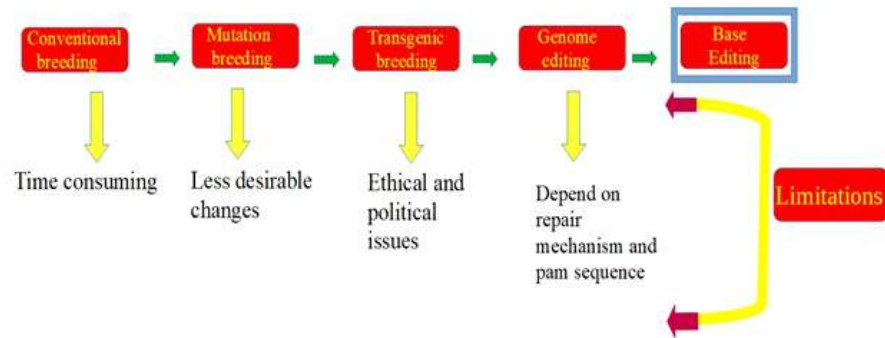 Conventional
breeding
Mutation
breeding
Transgenic
breeding
Genome
editing
Base
Editing
Time consuming
Less desirable
changes
Ethical and
political
issues
Depend on
repair
mechanism and
pam sequence
Limitations